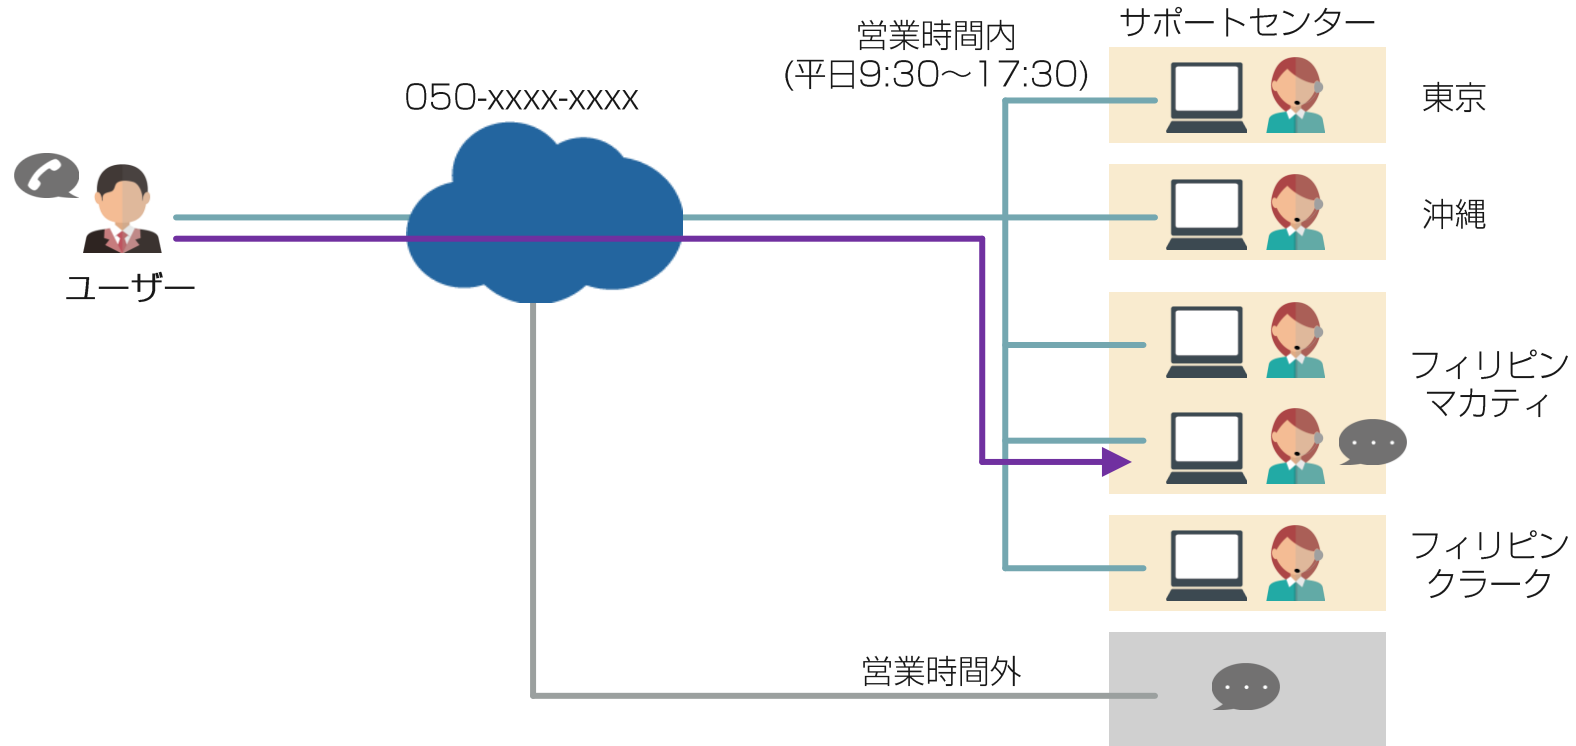 サポートセンター
営業時間内
(平日9:30～17:30)
050-xxxx-xxxx
東京
沖縄
ユーザー
フィリピン
マカティ
フィリピン
クラーク
営業時間外